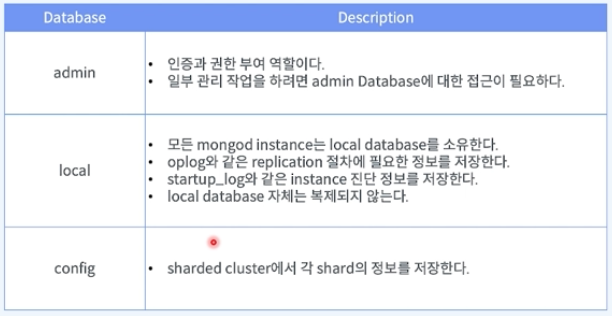 Database Description
admin
• 인증과 권한 부여 역할이다.
• 일부 관리 작업을 하려면 admin Database에 대한 접근이 필요하다.
local
• 모든 mongod instance는 local database를 소유한다.
• oplog와 같은 replication 절차에 필요한 정보를 저장한다.
• startup_log와 같은 instance 진단 정보를 저장한다.
• local database 자체는 복제되지 않는다.
config
• sharded cluster에서 각 shard의 정보를 저장한다.